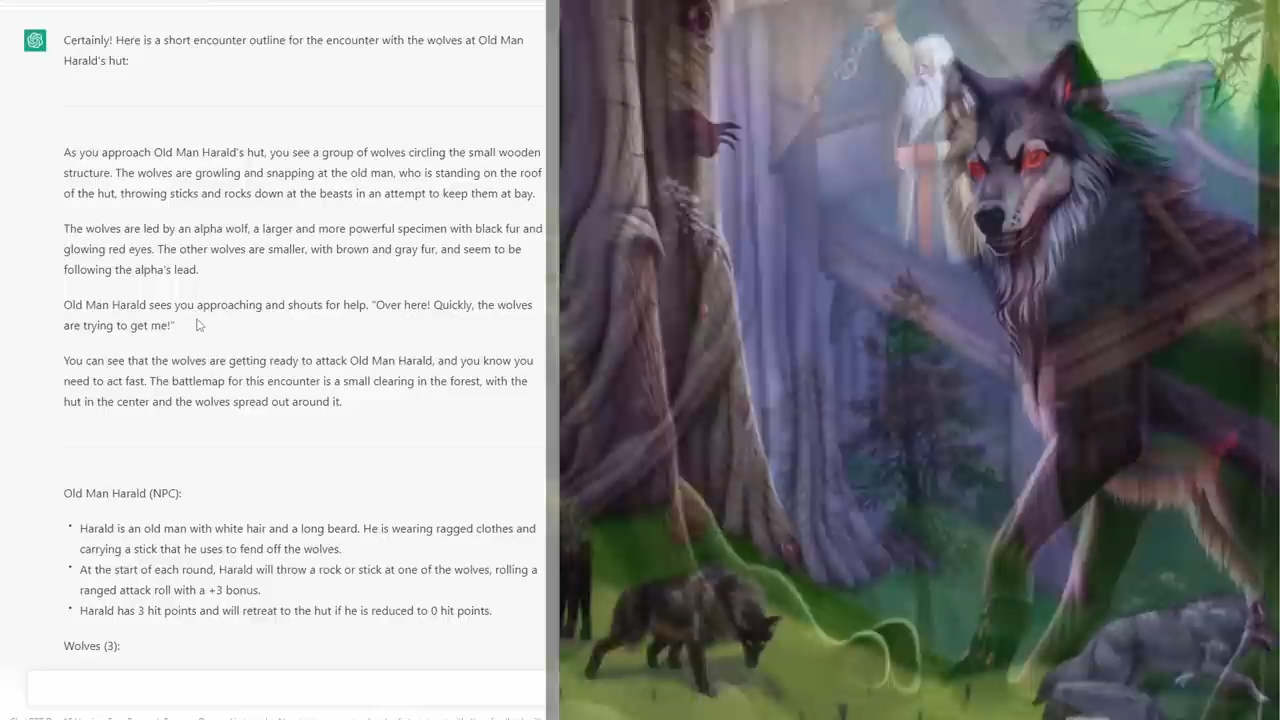 Certainly! Here is a short encounter outline for the encounter with the wolves at Old Man
Harald's hut:
As you approach Old Man Harald's hut, you see a group of wolves circling the small wooden
structure. The wolves are growling and snapping at the old man, who is standing on the roof
of the hut, throwing sticks and rocks down at the beasts in an attempt to keep them at bay.
The wolves are led by an alpha wolf, a larger and more powerful specimen with black fur and
glowing red eyes. The other wolves are smaller, with brown and gray fur, and seem to be
following the alpha's lead.
Old Man Harald sees you approaching and shouts for help. "Over here! Quickly, the wolves
are trying to get me!"
You can see that the wolves are getting ready to attack Old Man Harald, and you know you
need to act fast. The battlemap for this encounter is a small clearing in the forest, with the
hut in the center and the wolves spread out around it.
Old Man Harald (NPC):
• Harald is an old man with white hair and a long beard. He is wearing ragged clothes and
carrying a stick that he uses to fend off the wolves.
• At the start of each round, Harald will throw a rock or stick at one of the wolves, rolling a
ranged attack roll with a +3 bonus.
• Harald has 3 hit points and will retreat to the hut if he is reduced to 0 hit points.
Wolves (3):